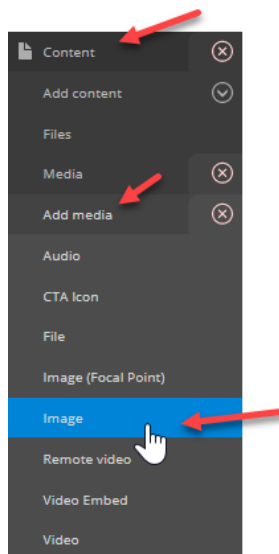 Content
Add content
Files
Media
Add media
Audio
CTA Icon
File
Image (Focal Point)
Image
Remote video
Video Embed
Video